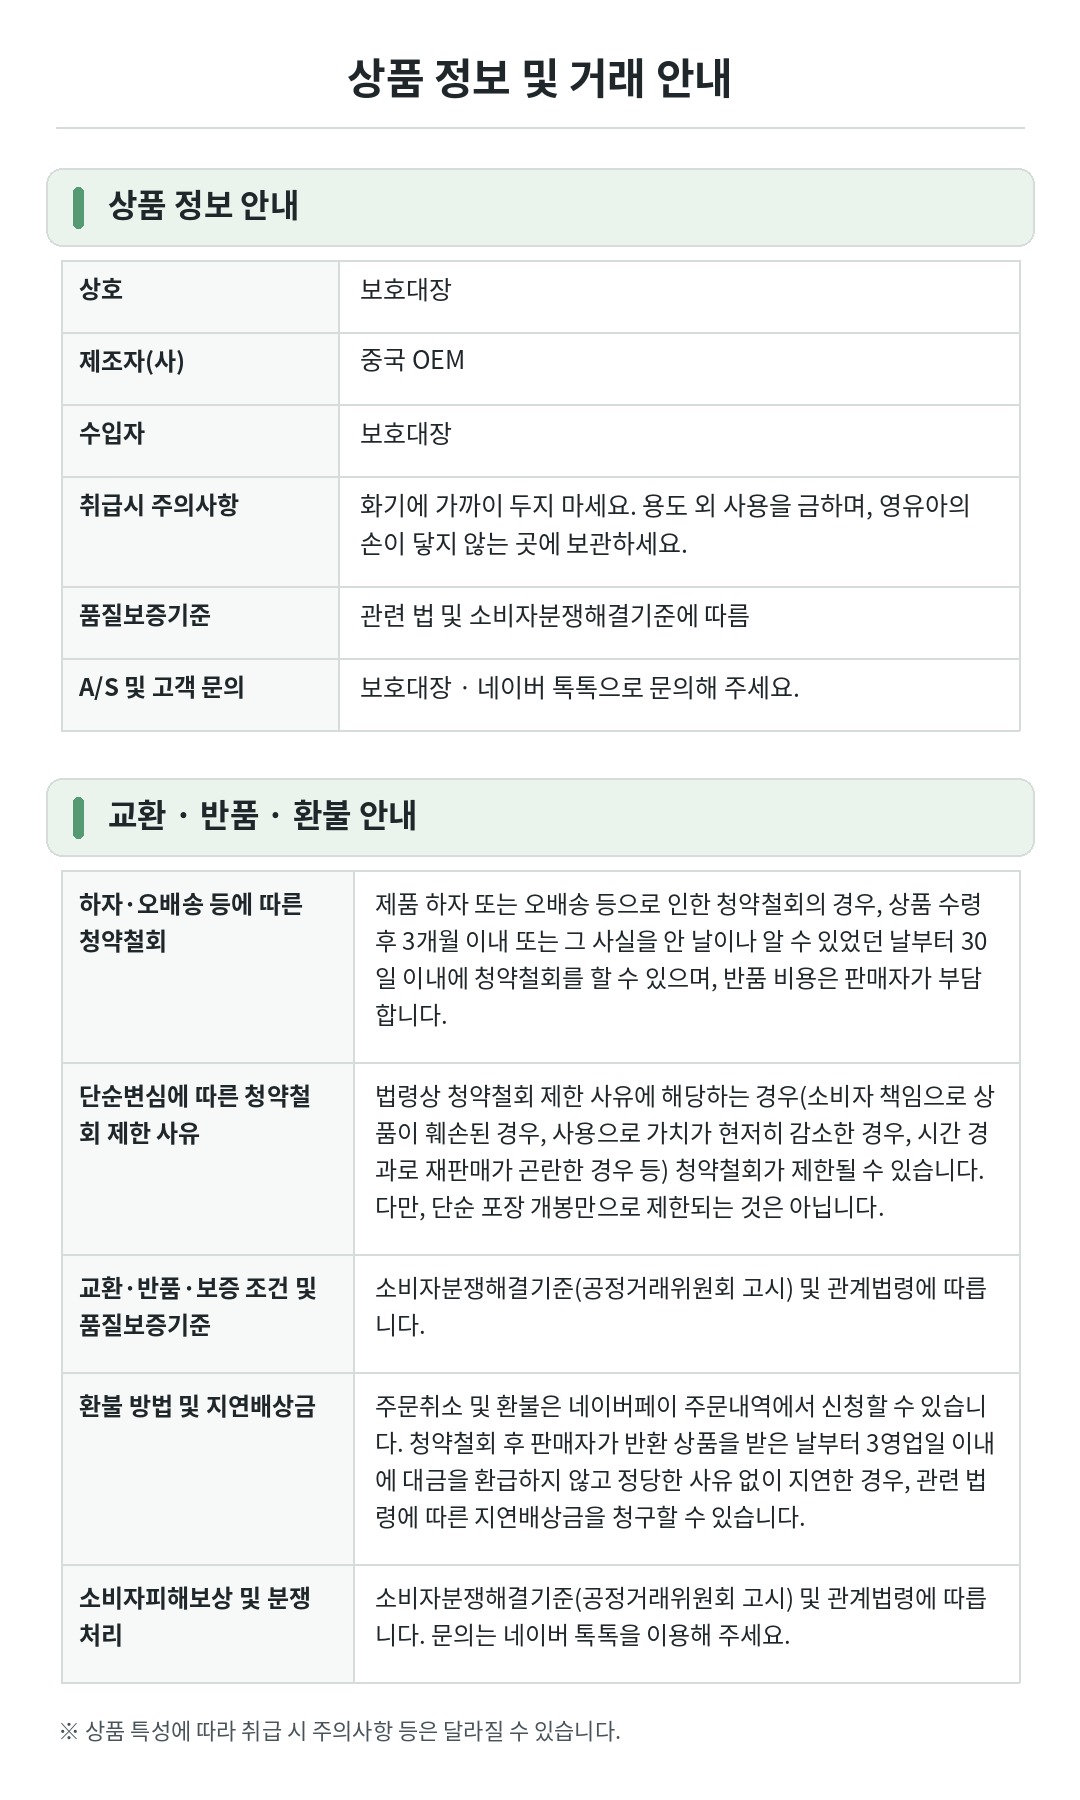 상품 정보 및 거래 안내
상품 정보 안내
상호
보호대장
제조자(사)
중국 OEM
수입자
보호대장
취급시 주의사항
화기에 가까이 두지 마세요. 용도 외 사용을 금하며, 영유아의
손이 닿지 않는 곳에 보관하세요.
품질보증기준
관련 법 및 소비자분쟁해결기준에 따름
A/S 및 고객 문의
보호대장 · 네이버 톡톡으로 문의해 주세요.
교환 · 반품 · 환불 안내
하자·오배송 등에 따른
청약철회
제품 하자 또는 오배송 등으로 인한 청약철회의 경우, 상품 수령
후 3개월 이내 또는 그 사실을 안 날이나 알 수 있었던 날부터 30
일 이내에 청약철회를 할 수 있으며, 반품 비용은 판매자가 부담
합니다.
단순변심에 따른 청약철
회 제한 사유
법령상 청약철회 제한 사유에 해당하는 경우(소비자 책임으로 상
품이 훼손된 경우, 사용으로 가치가 현저히 감소한 경우, 시간 경
과로 재판매가 곤란한 경우 등) 청약철회가 제한될 수 있습니다.
다만, 단순 포장 개봉만으로 제한되는 것은 아닙니다.
교환·반품·보증 조건 및
품질보증기준
소비자분쟁해결기준(공정거래위원회 고시) 및 관계법령에 따릅
니다.
환불 방법 및 지연배상금
주문취소 및 환불은 네이버페이 주문내역에서 신청할 수 있습니
다. 청약철회 후 판매자가 반환 상품을 받은 날부터 3영업일 이내
에 대금을 환급하지 않고 정당한 사유 없이 지연한 경우, 관련 법
령에 따른 지연배상금을 청구할 수 있습니다.
소비자피해보상 및 분쟁
처리
소비자분쟁해결기준(공정거래위원회 고시) 및 관계법령에 따릅
니다. 문의는 네이버 톡톡을 이용해 주세요.
※ 상품 특성에 따라 취급 시 주의사항 등은 달라질 수 있습니다.